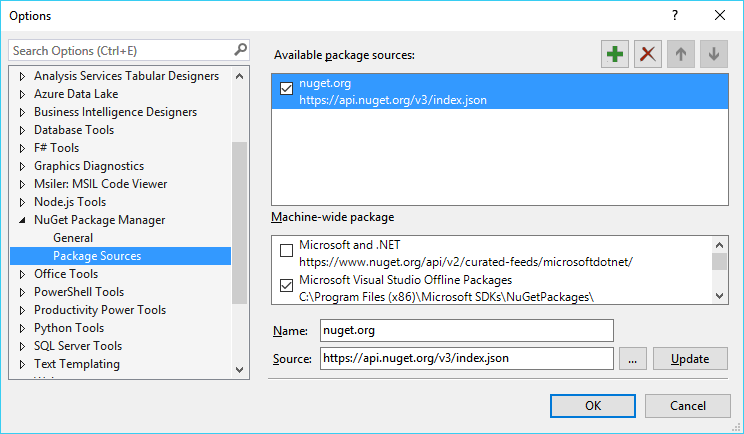 Options
?
Search Options (Ctrl+E)
Analysis Services Tabular Designers
Azure Data Lake
Business Intelligence Designers
Database Tools
F# Tools
Graphics Diagnostics
Msiler: MSIL Code Viewer
Node.js Tools
NuGet Package Manager
General
Package Sources
Office Tools
PowerShell Tools
Productivity Power Tools
Python Tools
SQL Server Tools
Text Templating
Available package sources:
nuget.org
https://api.nuget.org/v3/index.json
Machine-wide package
Microsoft and .NET
https://www.nuget.org/api/v2/curated-feeds/microsoftdotnet/
Microsoft Visual Studio Offline Packages
C:\Program Files (x86)\Microsoft SDKs\NuGetPackages\
Name: nuget.org
Source: https://api.nuget.org/v3/index.json ... Update
OK Cancel